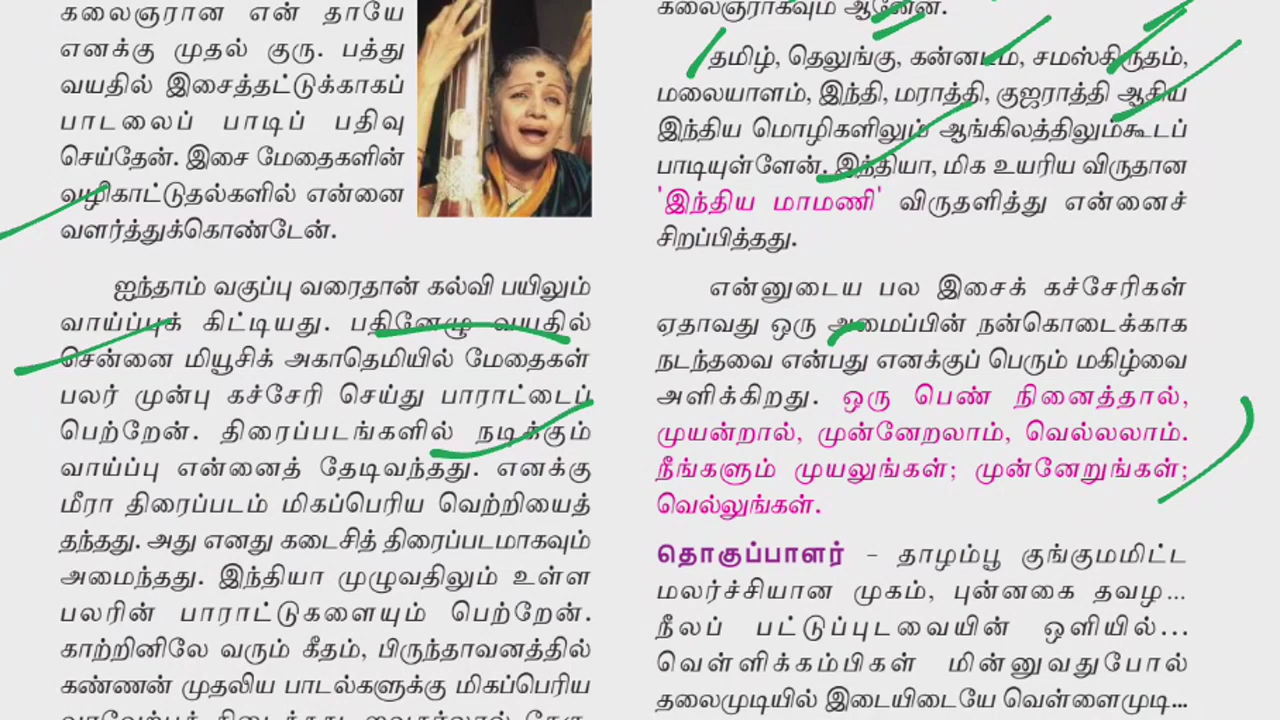 கலைஞரான என் தாயே
எனக்கு முதல் குரு. பத்து
வயதில் இசைத்தட்டுக்காகப்
பாடலைப் பாடிப் பதிவு
செய்தேன். இசை மேதைகளின்
வழிகாட்டுதல்களில் என்னை
வளர்த்துக்கொண்டேன்.
ஐந்தாம் வகுப்பு வரைதான் கல்வி பயிலும்
வாய்ப்புக் கிட்டியது. பதினேழு வயதில்
சென்னை மியூசிக் அகாதெமியில் மேதைகள்
பலர் முன்பு கச்சேரி செய்து பாராட்டைப்
பெற்றேன். திரைப்படங்களில் நடிக்கும்
வாய்ப்பு என்னைத் தேடிவந்தது. எனக்கு
மீரா திரைப்படம் மிகப்பெரிய வெற்றியைத்
தந்தது. அது எனது கடைசித் திரைப்படமாகவும்
அமைந்தது. இந்தியா முழுவதிலும் உள்ள
பலரின் பாராட்டுகளையும் பெற்றேன்.
காற்றினிலே வரும் கீதம், பிருந்தாவனத்தில்
கண்ணன் முதலிய பாடல்களுக்கு மிகப்பெரிய
கலைஞராகவும் ஆனேன்.
தமிழ், தெலுங்கு, கன்னடம், சமஸ்கிருதம்,
மலையாளம், இந்தி, மராத்தி, குஜராத்தி ஆகிய
இந்திய மொழிகளிலும் ஆங்கிலத்திலும்கூடப்
பாடியுள்ளேன். இந்தியா, மிக உயரிய விருதான
'இந்திய மாமணி' விருதளித்து என்னைச்
சிறப்பித்தது.
என்னுடைய பல இசைக் கச்சேரிகள்
ஏதாவது ஒரு அமைப்பின் நன்கொடைக்காக
நடந்தவை என்பது எனக்குப் பெரும் மகிழ்வை
அளிக்கிறது. ஒரு பெண் நினைத்தால்,
முயன்றால், முன்னேறலாம், வெல்லலாம்.
நீங்களும் முயலுங்கள்; முன்னேறுங்கள்;
வெல்லுங்கள்.
தொகுப்பாளர் – தாழம்பூ குங்குமமிட்ட
மலர்ச்சியான முகம், புன்னகை தவழ...
நீலப் பட்டுப்புடவையின் ஒளியில்...
வெள்ளிக்கம்பிகள் மின்னுவதுபோல்
தலைமுடியில் இடையிடையே வெள்ளைமுடி...